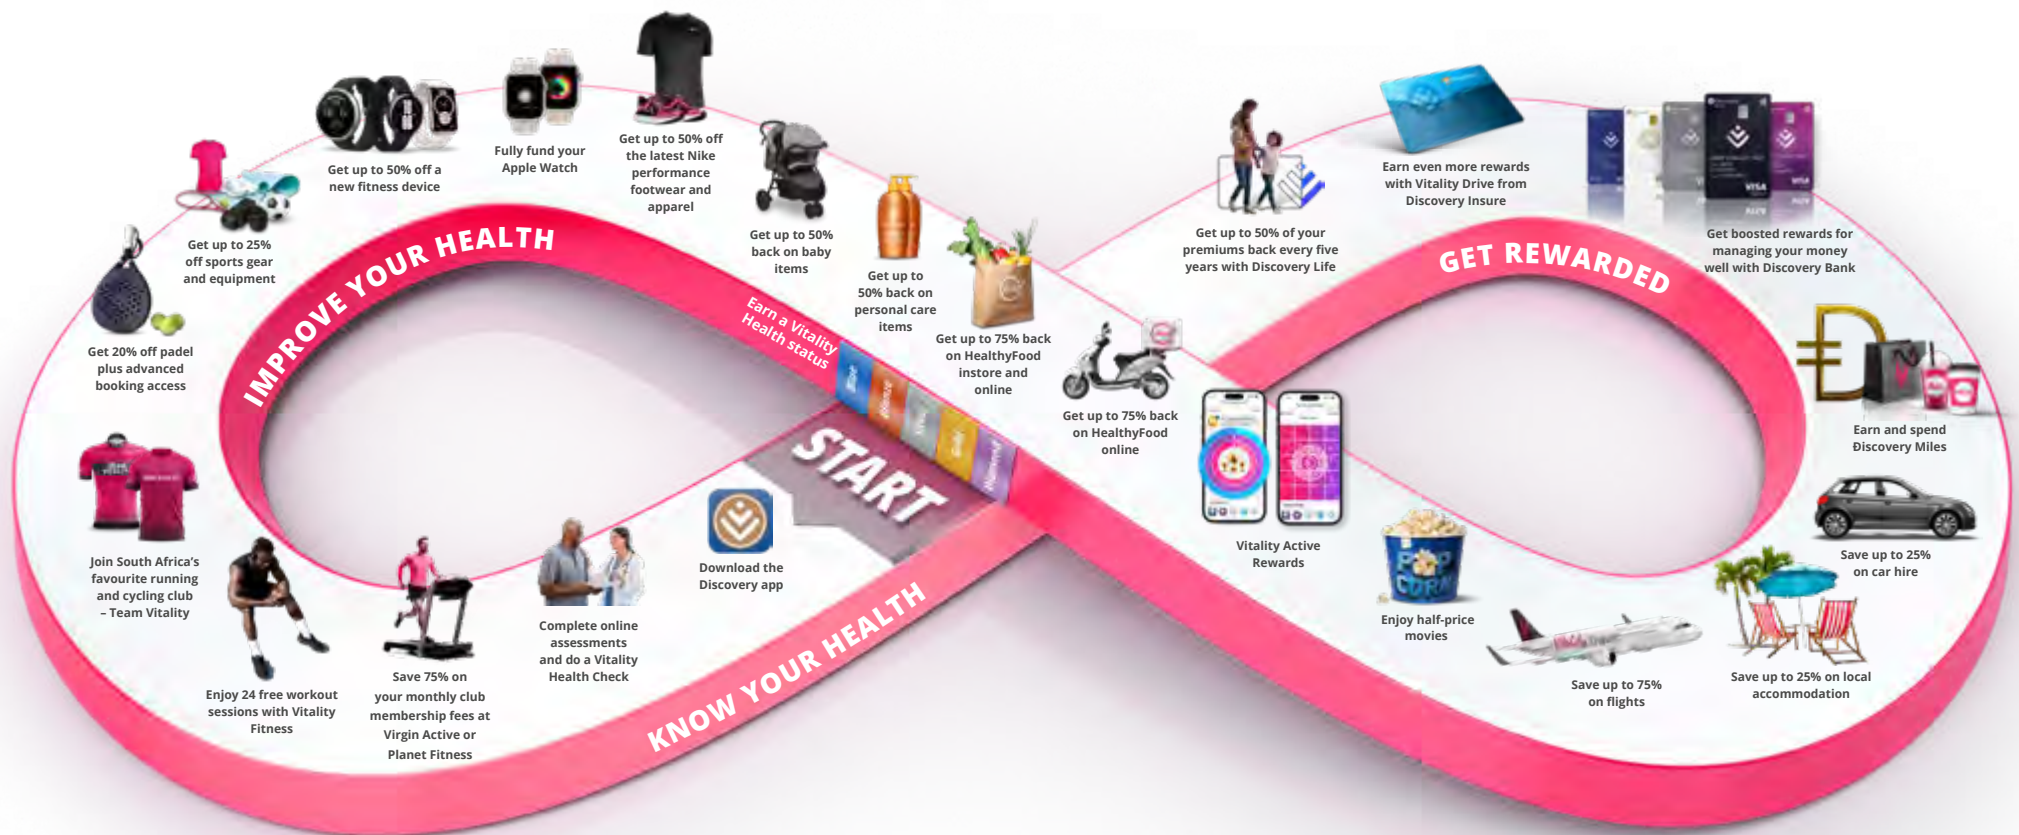 START
Download the
Discovery app
KNOW YOUR HEALTH
Complete online
assessments
and do a Vitality
Health Check
Save 75% on
your monthly club
membership fees at
Virgin Active or
Planet Fitness
Enjoy 24 free workout
sessions with Vitality
Fitness
Join South Africa's
favourite running
and cycling club
– Team Vitality
Get 20% off padel
plus advanced
booking access
Get up to 25%
off sports gear
and equipment
IMPROVE YOUR HEALTH
Get up to 50% off a
new fitness device
Fully fund your
Apple Watch
Get up to 50% off
the latest Nike
performance
footwear and
apparel
Get up to 50%
back on baby
items
Get up to
50% back on
personal care
items
Get up to 75% back
on HealthyFood
instore and
online
Earn a Vitality
Health status
Blue
Bronze
Silver
Gold
Diamond
Get up to 75% back
on HealthyFood
online
Vitality Active
Rewards
POP
CORN
Enjoy half-price
movies
Save up to 75%
on flights
Save up to 25% on local
accommodation
Save up to 25%
on car hire
Earn and spend
Điscovery Miles
GET REWARDED
VISA
VISA
Get boosted rewards for
managing your money
well with Discovery Bank
Earn even more rewards
with Vitality Drive from
Discovery Insure
Get up to 50% of your
premiums back every five
years with Discovery Life